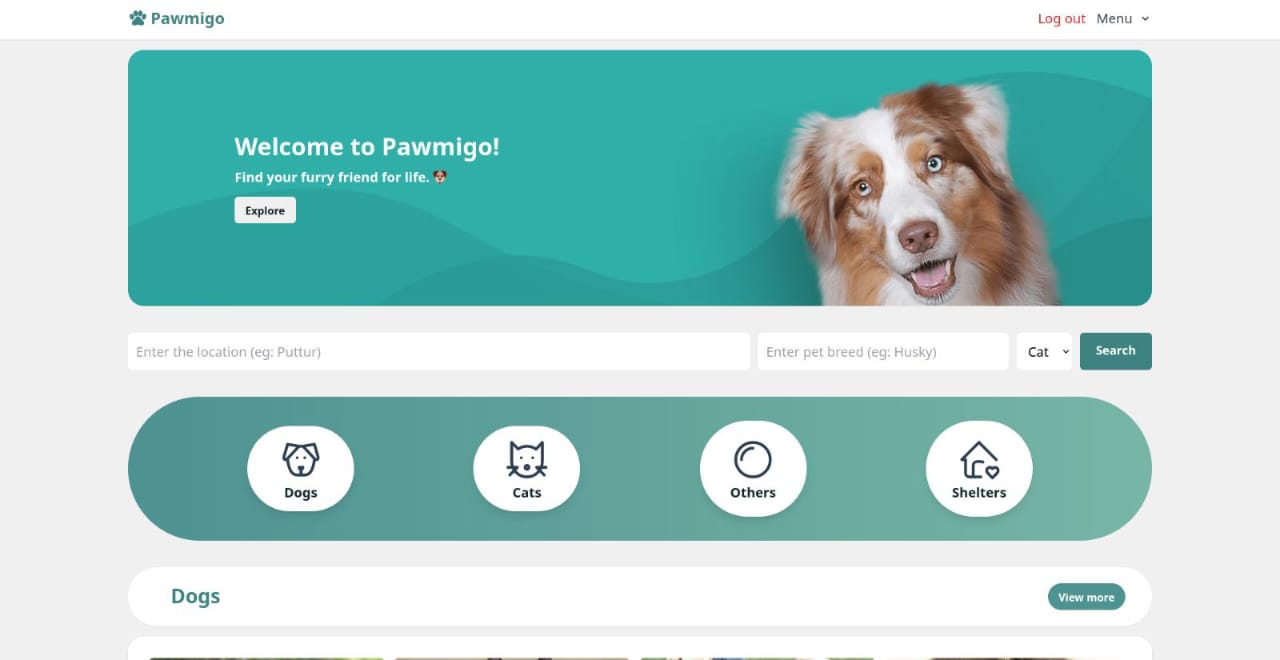 Pawmigo
Log out Menu
Welcome to Pawmigo!
Find your furry friend for life. 🐶
Explore
Enter the location (eg: Puttur)
Enter pet breed (eg: Husky)
Cat
Search
Dogs
Cats
Others
Shelters
Dogs
View more